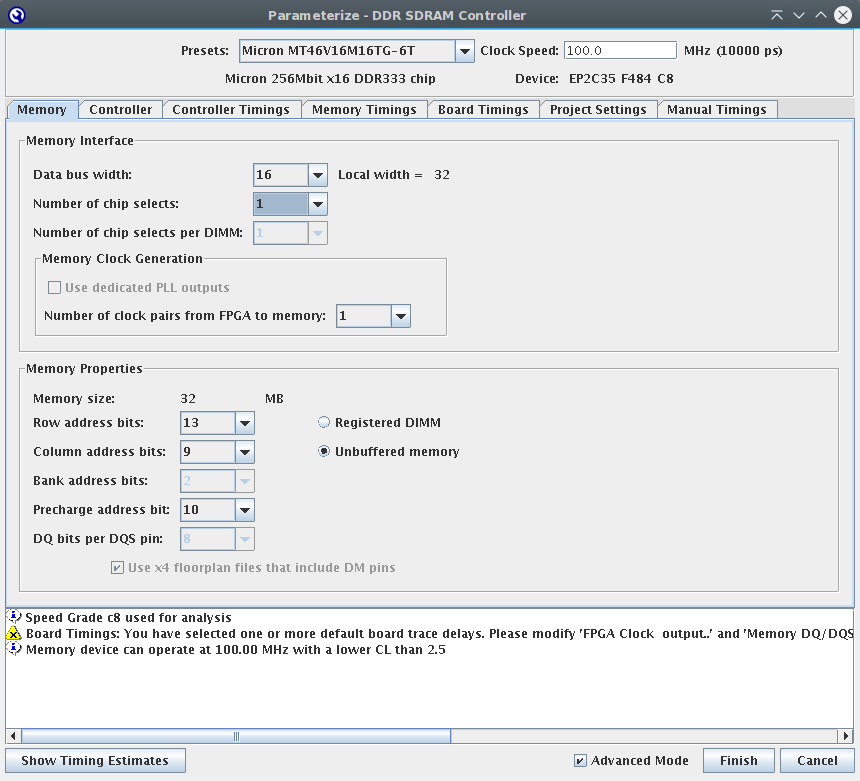 Parameterize - DDR SDRAM Controller
Presets: Micron MT46V16M16TG-6T Clock Speed: 100.0 MHz (10000 ps)
Micron 256Mbit x16 DDR333 chip Device: EP2C35 F484 C8
Memory Controller Controller Timings Memory Timings Board Timings Project Settings Manual Timings
Memory Interface
Data bus width: 16 Local width = 32
Number of chip selects: 1
Number of chip selects per DIMM: 1
Memory Clock Generation
Use dedicated PLL outputs
Number of clock pairs from FPGA to memory: 1
Memory Properties
Memory size: 32 MB
Row address bits: 13 Registered DIMM
Column address bits: 9 Unbuffered memory
Bank address bits: 2
Precharge address bit: 10
DQ bits per DQS pin: 8
Use x4 floorplan files that include DM pins
Speed Grade c8 used for analysis
Board Timings: You have selected one or more default board trace delays. Please modify 'FPGA Clock output..' and 'Memory DQ/DQS
Memory device can operate at 100.00 MHz with a lower CL than 2.5
Show Timing Estimates Advanced Mode Finish Cancel